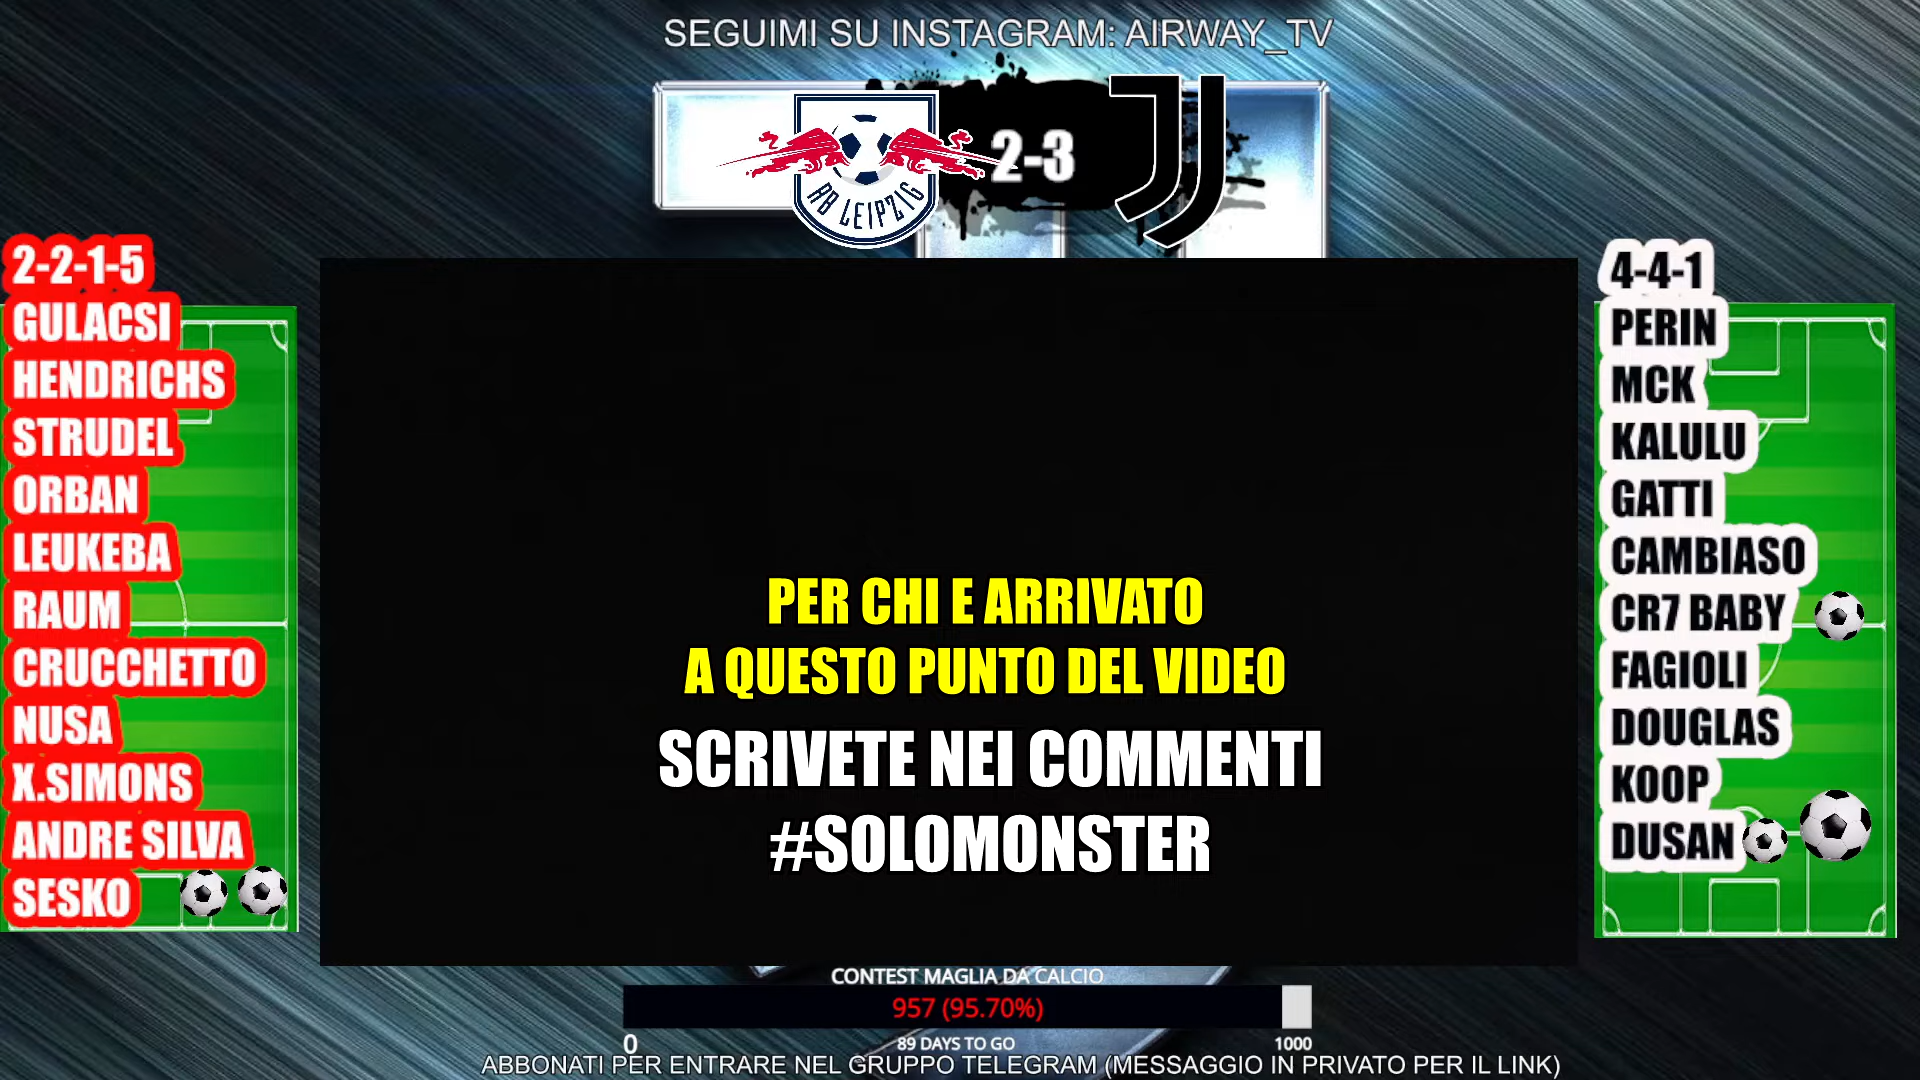 SEGUIMI SU INSTAGRAM: AIRWAY_TV
RB LEIPZIG
2-3
2-2-1-5
GULACSI
HENDRICHS
STRUDEL
ORBAN
LEUKEBA
RAUM
CRUCCHETTO
NUSA
X.SIMONS
ANDRE SILVA
SESKO
4-4-1
PERIN
MCK
KALULU
GATTI
CAMBIASO
CR7 BABY
FAGIOLI
DOUGLAS
KOOP
DUSAN
PER CHI E ARRIVATO
A QUESTO PUNTO DEL VIDEO
SCRIVETE NEI COMMENTI
#SOLOMONSTER
CONTEST MAGLIA DA CALCIO
957 (95.70%)
0 89 DAYS TO GO 1000
ABBONATI PER ENTRARE NEL GRUPPO TELEGRAM (MESSAGGIO IN PRIVATO PER IL LINK)